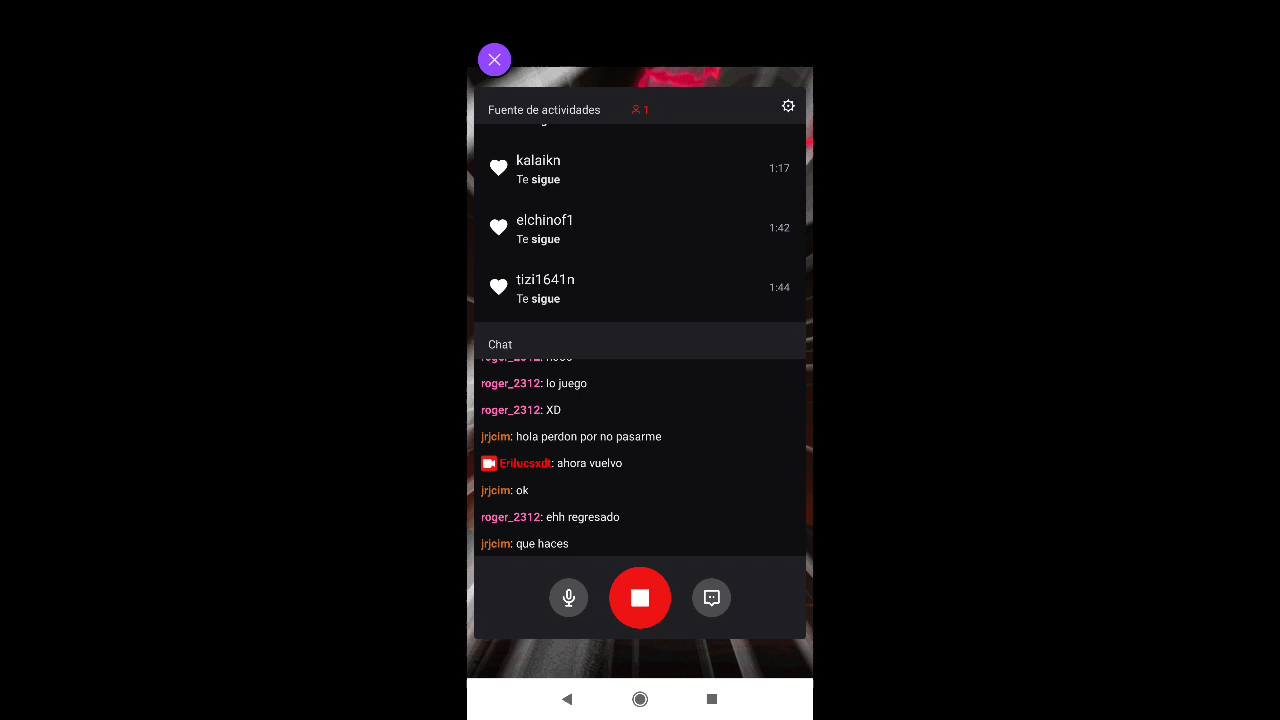 Fuente de actividades 1
kalaikn
Te sigue
1:17
elchinof1
Te sigue
1:42
tizi1641n
Te sigue
1:44
Chat
roger_2312: lo juego
roger_2312: XD
jrjcim: hola perdon por no pasarme
Erilucsxdt: ahora vuelvo
jrjcim: ok
roger_2312: ehh regresado
jrjcim: que haces